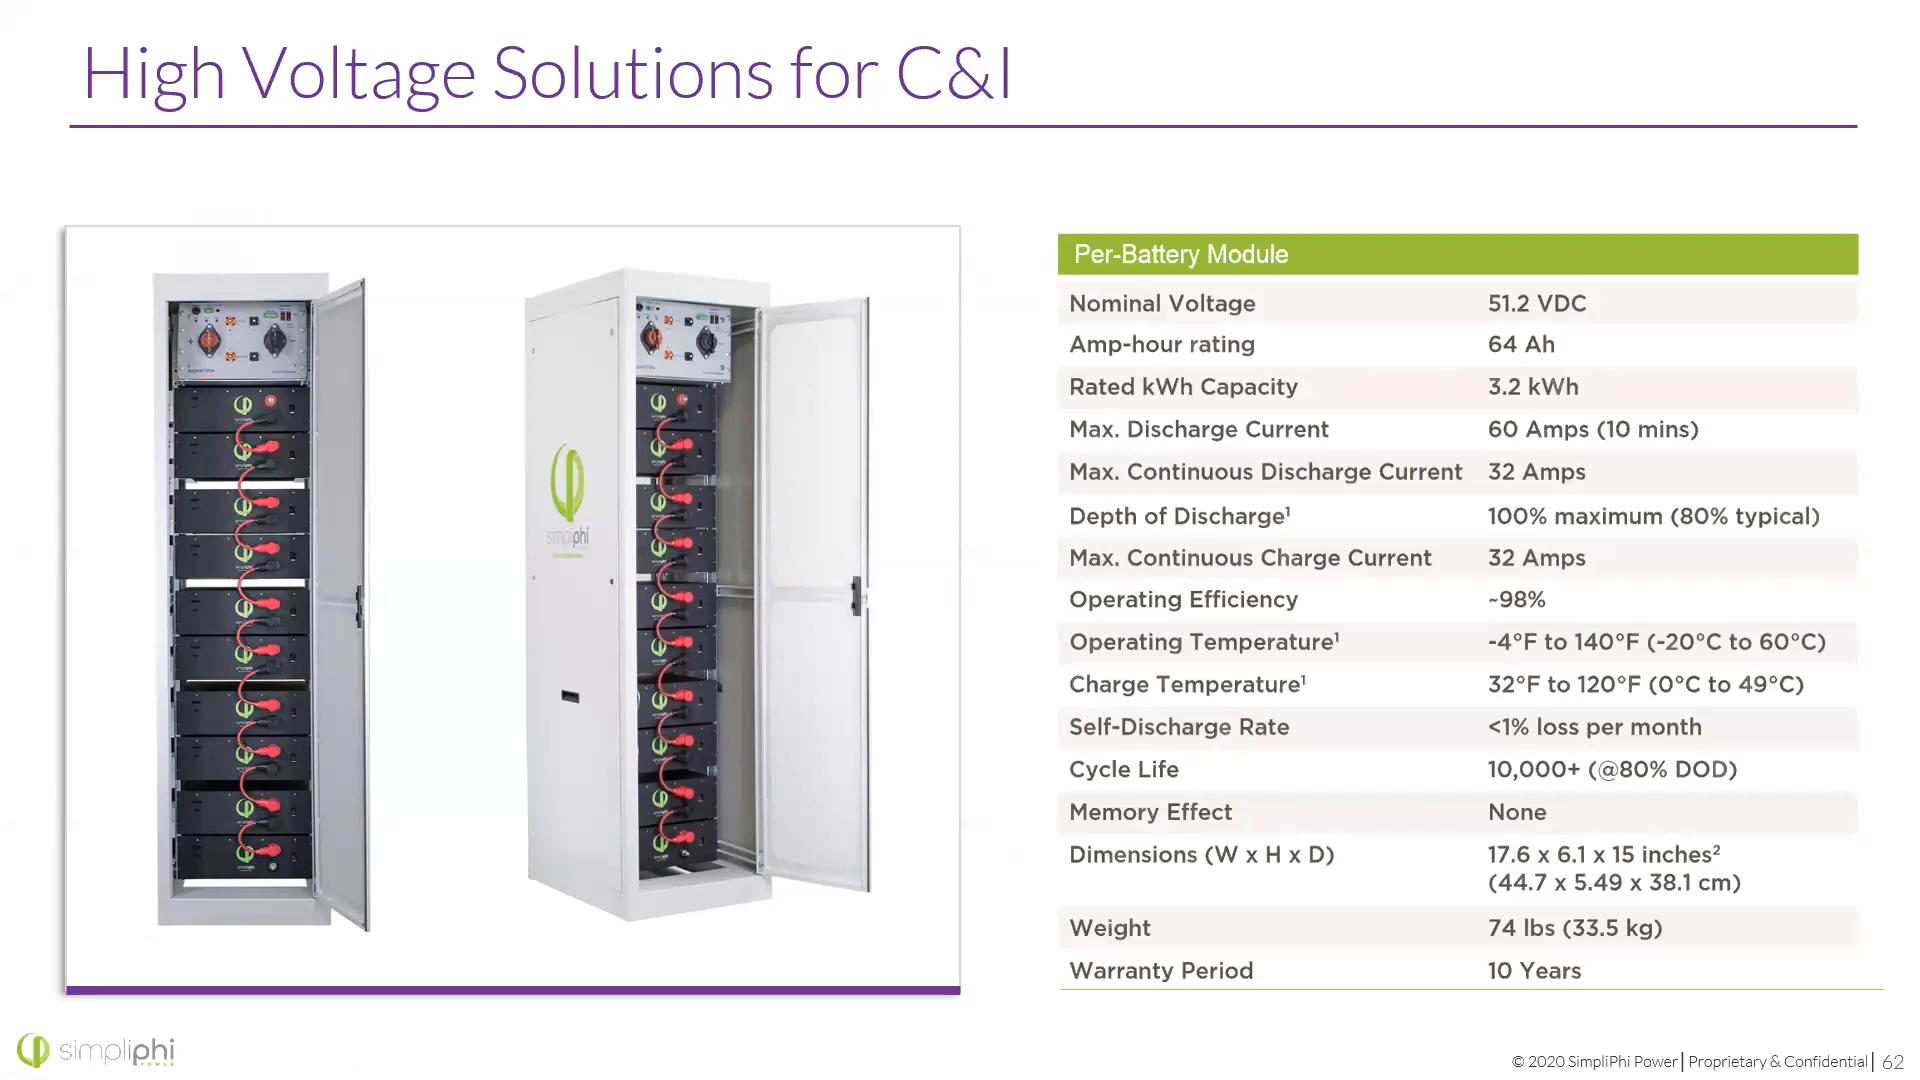 High Voltage Solutions for C&I
simpliphi
Per-Battery Module
Nominal Voltage 51.2 VDC
Amp-hour rating 64 Ah
Rated kWh Capacity 3.2 kWh
Max. Discharge Current 60 Amps (10 mins)
Max. Continuous Discharge Current 32 Amps
Depth of Discharge¹ 100% maximum (80% typical)
Max. Continuous Charge Current 32 Amps
Operating Efficiency ~98%
Operating Temperature¹ -4°F to 140°F (-20°C to 60°C)
Charge Temperature¹ 32°F to 120°F (0°C to 49°C)
Self-Discharge Rate <1% loss per month
Cycle Life 10,000+ (@80% DOD)
Memory Effect None
Dimensions (W x H x D) 17.6 x 6.1 x 15 inches²
(44.7 x 5.49 x 38.1 cm)
Weight 74 lbs (33.5 kg)
Warranty Period 10 Years
simpliphi
POWER
© 2020 SimpliPhi Power | Proprietary & Confidential | 62